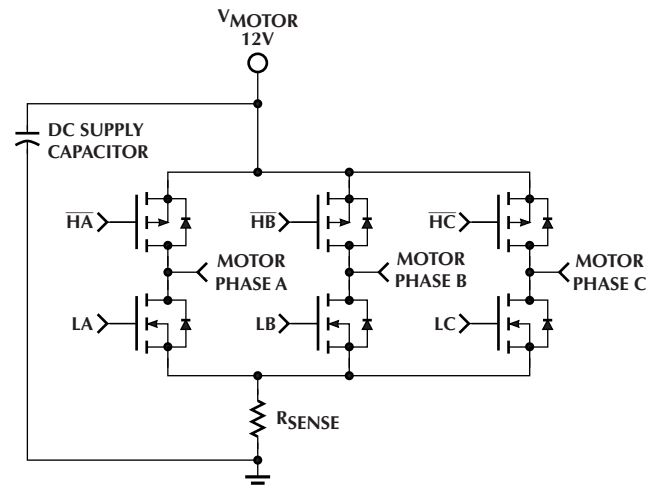 VMOTOR
12V
DC SUPPLY
CAPACITOR
HA
HB
HC
MOTOR
PHASE A
MOTOR
PHASE B
MOTOR
PHASE C
LA
LB
LC
RSENSE